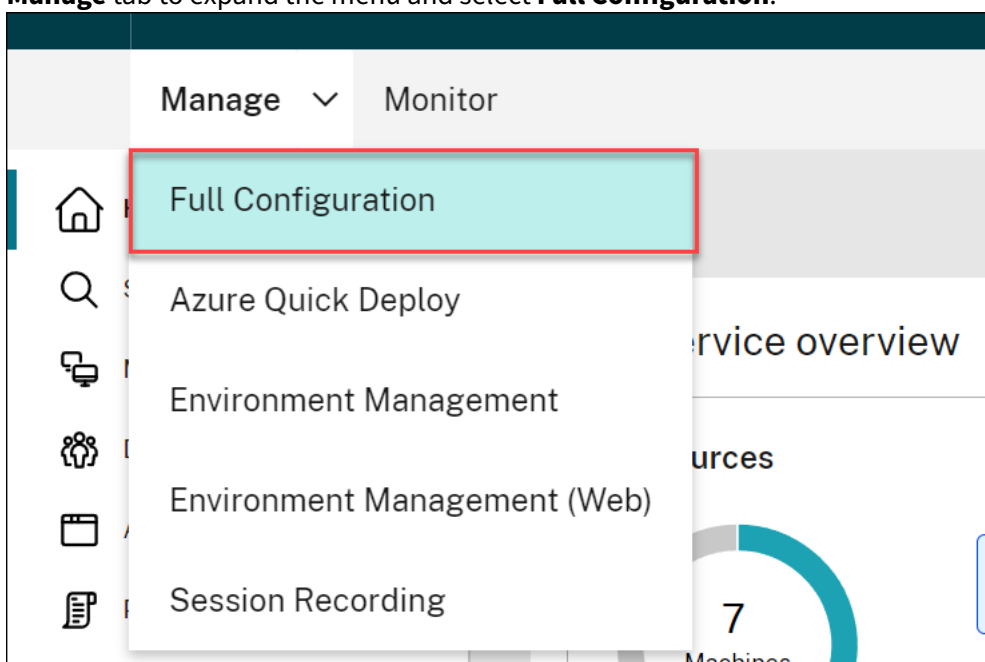 Manage tab to expand the menu and select Full Configuration.
Manage Monitor
Full Configuration
Azure Quick Deploy
rvice overview
Environment Management
urces
Environment Management (Web)
Session Recording
7
Machines